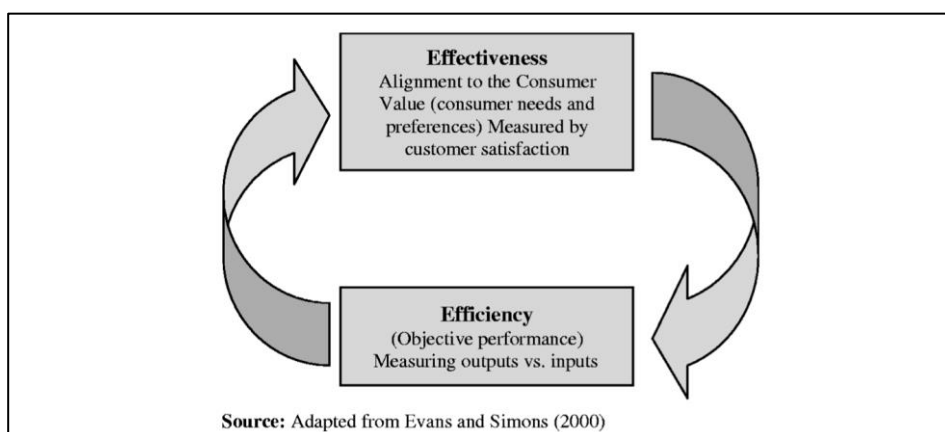 Effectiveness
Alignment to the Consumer
Value (consumer needs and
preferences) Measured by
customer satisfaction
Efficiency
(Objective performance)
Measuring outputs vs. inputs
Source: Adapted from Evans and Simons (2000)